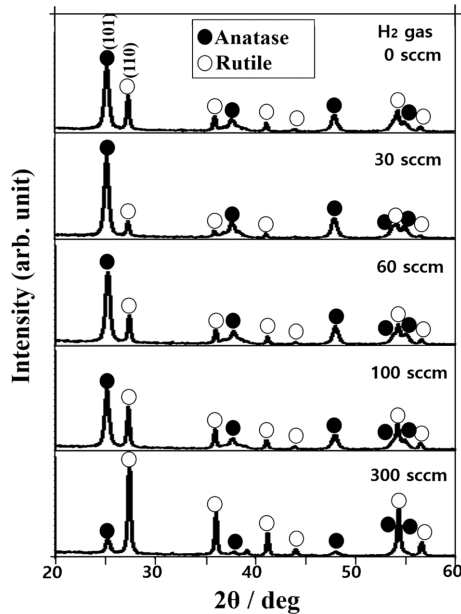 (101)
(110)
Anatase
Rutile
H2 gas
0 sccm
30 sccm
60 sccm
100 sccm
300 sccm
Intensity (arb. unit)
20 30 40 50 60
2θ / deg